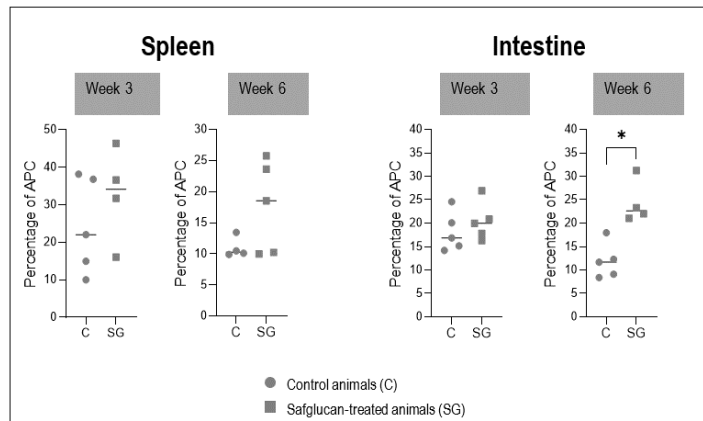 Spleen
Intestine
Week 3
Week 6
Week 3
Week 6
Percentage of APC
50
40
30
20
10
0
C SG
Percentage of APC
30
25
20
15
10
5
0
C SG
Percentage of APC
40
35
30
25
20
15
10
5
0
C SG
*
Percentage of APC
40
35
30
25
20
15
10
5
0
C SG
Control animals (C)
Safglucan-treated animals (SG)